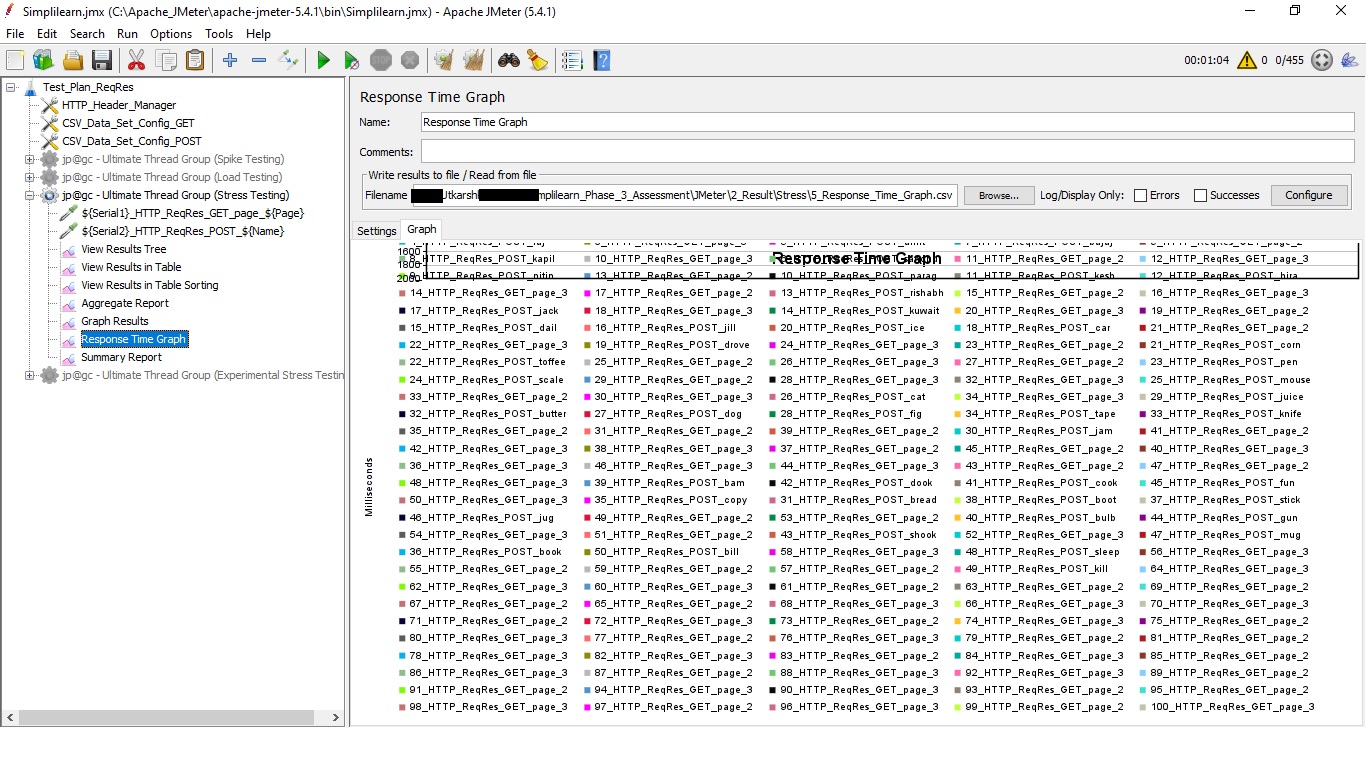 Simplilearn.jmx (C:\Apache_JMeter\apache-jmeter-5.4.1\bin\Simplilearn.jmx) - Apache JMeter (5.4.1)
File Edit Search Run Options Tools Help
STOP 00:01:04 0 0/455
Test_Plan_ReqRes
HTTP_Header_Manager
CSV_Data_Set_Config_GET
CSV_Data_Set_Config_POST
jp@gc - Ultimate Thread Group (Spike Testing)
jp@gc - Ultimate Thread Group (Load Testing)
jp@gc - Ultimate Thread Group (Stress Testing)
${Serial1}_HTTP_ReqRes_GET_page_${Page}
${Serial2}_HTTP_ReqRes_POST_${Name}
View Results Tree
View Results in Table
View Results in Table Sorting
Aggregate Report
Graph Results
Response Time Graph
Summary Report
jp@gc - Ultimate Thread Group (Experimental Stress Testin
Response Time Graph
Name: Response Time Graph
Comments:
Write results to file / Read from file
Filename Utkarsh mplilearn_Phase_3_Assessment\JMeter\2_Result\Stress\5_Response_Time_Graph.csv Browse... Log/Display Only: Errors Successes Configure
Settings Graph
1600
1800
2000
Response Time Graph
Milliseconds
HTTP_ReqRes_POST_kapil 10_HTTP_ReqRes_GET_page_3 11_HTTP_ReqRes_GET_page_2 12_HTTP_ReqRes_GET_page_3
HTTP_ReqRes_POST_nitin 13_HTTP_ReqRes_GET_page_2 10_HTTP_ReqRes_POST_parag 11_HTTP_ReqRes_POST_kesh 12_HTTP_ReqRes_POST_hira
14_HTTP_ReqRes_GET_page_3 17_HTTP_ReqRes_GET_page_2 13_HTTP_ReqRes_POST_rishabh 15_HTTP_ReqRes_GET_page_2 16_HTTP_ReqRes_GET_page_3
17_HTTP_ReqRes_POST_jack 18_HTTP_ReqRes_GET_page_3 14_HTTP_ReqRes_POST_kuwait 20_HTTP_ReqRes_GET_page_3 19_HTTP_ReqRes_GET_page_2
15_HTTP_ReqRes_POST_dail 16_HTTP_ReqRes_POST_jill 20_HTTP_ReqRes_POST_ice 18_HTTP_ReqRes_POST_car 21_HTTP_ReqRes_GET_page_2
22_HTTP_ReqRes_GET_page_3 19_HTTP_ReqRes_POST_drove 24_HTTP_ReqRes_GET_page_3 23_HTTP_ReqRes_GET_page_2 21_HTTP_ReqRes_POST_corn
22_HTTP_ReqRes_POST_toffee 25_HTTP_ReqRes_GET_page_2 26_HTTP_ReqRes_GET_page_3 27_HTTP_ReqRes_GET_page_2 23_HTTP_ReqRes_POST_pen
24_HTTP_ReqRes_POST_scale 29_HTTP_ReqRes_GET_page_2 28_HTTP_ReqRes_GET_page_3 32_HTTP_ReqRes_GET_page_3 25_HTTP_ReqRes_POST_mouse
33_HTTP_ReqRes_GET_page_2 30_HTTP_ReqRes_GET_page_3 26_HTTP_ReqRes_POST_cat 34_HTTP_ReqRes_GET_page_3 29_HTTP_ReqRes_POST_juice
32_HTTP_ReqRes_POST_butter 27_HTTP_ReqRes_POST_dog 28_HTTP_ReqRes_POST_fig 34_HTTP_ReqRes_POST_tape 33_HTTP_ReqRes_POST_knife
35_HTTP_ReqRes_GET_page_2 31_HTTP_ReqRes_GET_page_2 39_HTTP_ReqRes_GET_page_2 30_HTTP_ReqRes_POST_jam 41_HTTP_ReqRes_GET_page_2
42_HTTP_ReqRes_GET_page_3 38_HTTP_ReqRes_GET_page_3 37_HTTP_ReqRes_GET_page_2 45_HTTP_ReqRes_GET_page_2 40_HTTP_ReqRes_GET_page_3
36_HTTP_ReqRes_GET_page_3 46_HTTP_ReqRes_GET_page_3 44_HTTP_ReqRes_GET_page_3 43_HTTP_ReqRes_GET_page_2 47_HTTP_ReqRes_GET_page_2
48_HTTP_ReqRes_GET_page_3 39_HTTP_ReqRes_POST_bam 42_HTTP_ReqRes_POST_dook 41_HTTP_ReqRes_POST_cook 45_HTTP_ReqRes_POST_fun
50_HTTP_ReqRes_GET_page_3 35_HTTP_ReqRes_POST_copy 31_HTTP_ReqRes_POST_bread 38_HTTP_ReqRes_POST_boot 37_HTTP_ReqRes_POST_stick
46_HTTP_ReqRes_POST_jug 49_HTTP_ReqRes_GET_page_2 53_HTTP_ReqRes_GET_page_2 40_HTTP_ReqRes_POST_bulb 44_HTTP_ReqRes_POST_gun
54_HTTP_ReqRes_GET_page_3 51_HTTP_ReqRes_GET_page_2 43_HTTP_ReqRes_POST_shook 52_HTTP_ReqRes_GET_page_3 47_HTTP_ReqRes_POST_mug
36_HTTP_ReqRes_POST_book 50_HTTP_ReqRes_POST_bill 58_HTTP_ReqRes_GET_page_3 48_HTTP_ReqRes_POST_sleep 56_HTTP_ReqRes_GET_page_3
55_HTTP_ReqRes_GET_page_2 59_HTTP_ReqRes_GET_page_2 57_HTTP_ReqRes_GET_page_2 49_HTTP_ReqRes_POST_kill 64_HTTP_ReqRes_GET_page_3
62_HTTP_ReqRes_GET_page_3 60_HTTP_ReqRes_GET_page_3 61_HTTP_ReqRes_GET_page_2 63_HTTP_ReqRes_GET_page_2 69_HTTP_ReqRes_GET_page_2
67_HTTP_ReqRes_GET_page_2 65_HTTP_ReqRes_GET_page_2 68_HTTP_ReqRes_GET_page_3 66_HTTP_ReqRes_GET_page_3 70_HTTP_ReqRes_GET_page_3
71_HTTP_ReqRes_GET_page_2 72_HTTP_ReqRes_GET_page_3 73_HTTP_ReqRes_GET_page_2 74_HTTP_ReqRes_GET_page_3 75_HTTP_ReqRes_GET_page_2
80_HTTP_ReqRes_GET_page_3 77_HTTP_ReqRes_GET_page_2 76_HTTP_ReqRes_GET_page_3 79_HTTP_ReqRes_GET_page_2 81_HTTP_ReqRes_GET_page_2
78_HTTP_ReqRes_GET_page_3 82_HTTP_ReqRes_GET_page_3 83_HTTP_ReqRes_GET_page_2 84_HTTP_ReqRes_GET_page_3 85_HTTP_ReqRes_GET_page_2
86_HTTP_ReqRes_GET_page_3 87_HTTP_ReqRes_GET_page_2 88_HTTP_ReqRes_GET_page_3 92_HTTP_ReqRes_GET_page_3 89_HTTP_ReqRes_GET_page_2
91_HTTP_ReqRes_GET_page_2 94_HTTP_ReqRes_GET_page_3 90_HTTP_ReqRes_GET_page_3 93_HTTP_ReqRes_GET_page_2 95_HTTP_ReqRes_GET_page_2
98_HTTP_ReqRes_GET_page_3 97_HTTP_ReqRes_GET_page_2 96_HTTP_ReqRes_GET_page_3 99_HTTP_ReqRes_GET_page_2 100_HTTP_ReqRes_GET_page_3